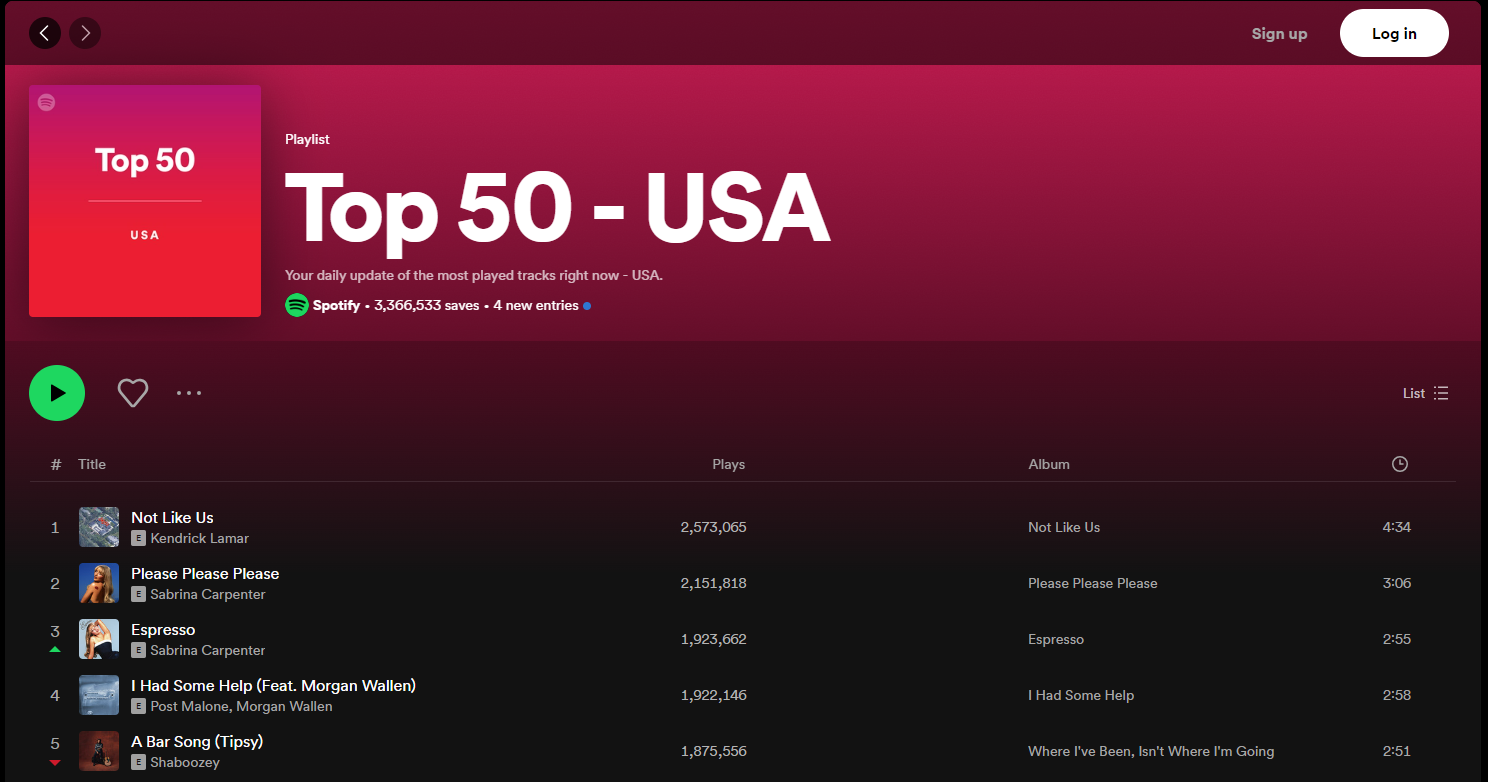 Sign up
Log in
Top 50
USA
Playlist
Top 50 - USA
Your daily update of the most played tracks right now - USA.
Spotify • 3,366,533 saves • 4 new entries
List
# Title Plays Album
1 Not Like Us 2,573,065 Not Like Us 4:34
E Kendrick Lamar
2 Please Please Please 2,151,818 Please Please Please 3:06
E Sabrina Carpenter
3 Espresso 1,923,662 Espresso 2:55
E Sabrina Carpenter
4 I Had Some Help (Feat. Morgan Wallen) 1,922,146 I Had Some Help 2:58
E Post Malone, Morgan Wallen
5 A Bar Song (Tipsy) 1,875,556 Where I've Been, Isn't Where I'm Going 2:51
E Shaboozey